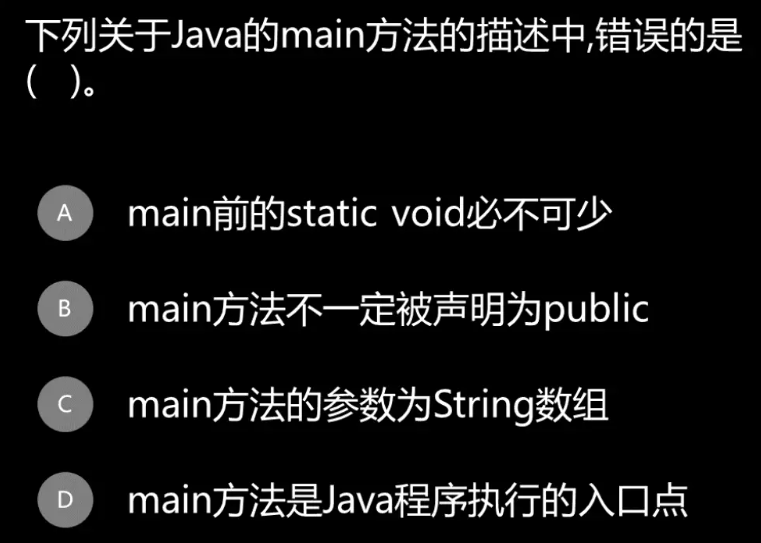 下列关于Java的main方法的描述中,错误的是
(   )。
A main前的static void必不可少
B main方法不一定被声明为public
C main方法的参数为String数组
D main方法是Java程序执行的入口点